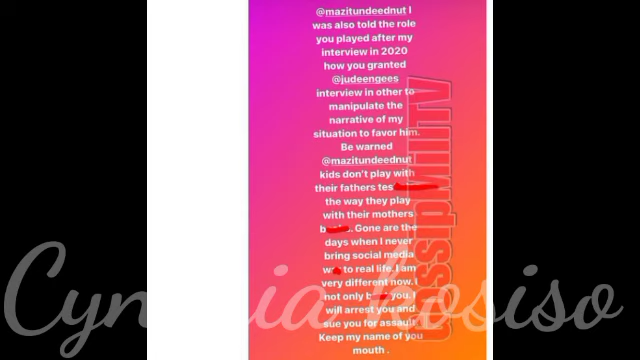 @mazitundeednut I
was also told the role
you played after my
interview in 2020
how you granted
@judeengees
interview in other to
manipulate the
narrative of my
situation to favor him.
Be warned
@mazitundeednut
kids don't play with
their fathers tes
the way they play
with their mothers
b . Gone are the
days when I never
bring social media
w to real life. I am
very different now. I
not only b you, I
will arrest you and
sue you for assault
Keep my name of you
mouth .
GossipMillTV